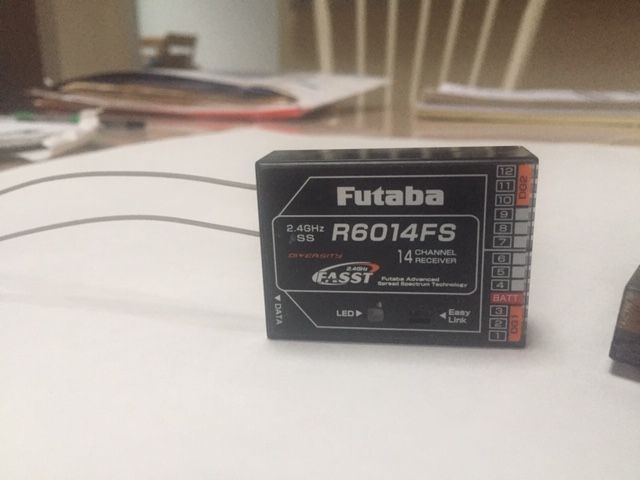 Futaba
2.4GHz
SS
R6014FS
DIVERSITY
14 CHANNEL
RECEIVER
2.4GHz
FASST
Futaba Advanced
Spread Spectrum Technology
◄ DATA
LED►
◄ Easy
Link
12
11
10
DG2
9
8
7
6
5
4
BATT
3
2
1
DG1